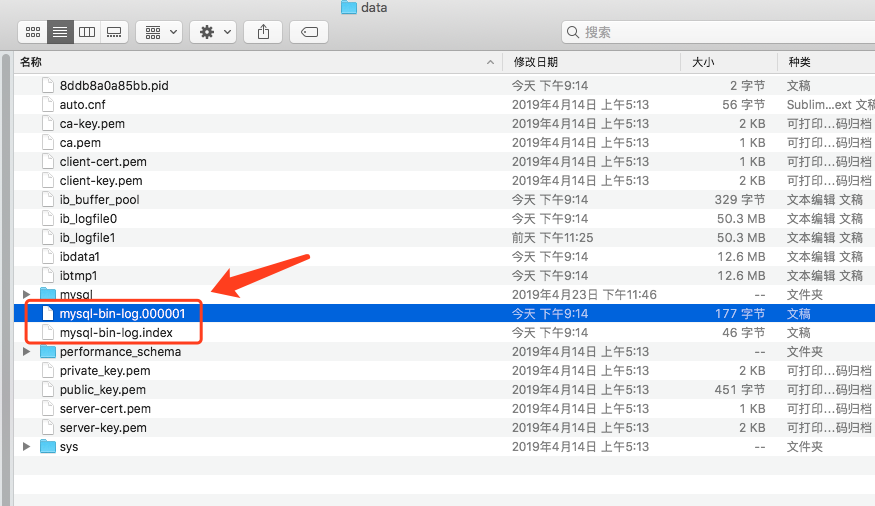 data
搜索
名称 修改日期 大小 种类
8ddb8a0a85bb.pid 今天 下午9:14 2 字节 文稿
auto.cnf 2019年4月14日 上午5:13 56 字节 Sublim...ext 文稿
ca-key.pem 2019年4月14日 上午5:13 2 KB 可打印...码归档
ca.pem 2019年4月14日 上午5:13 1 KB 可打印...码归档
client-cert.pem 2019年4月14日 上午5:13 1 KB 可打印...码归档
client-key.pem 2019年4月14日 上午5:13 2 KB 可打印...码归档
ib_buffer_pool 今天 下午9:14 329 字节 文本编辑 文稿
ib_logfile0 今天 下午9:14 50.3 MB 文本编辑 文稿
ib_logfile1 前天 下午11:25 50.3 MB 文本编辑 文稿
ibdata1 今天 下午9:14 12.6 MB 文本编辑 文稿
ibtmp1 今天 下午9:14 12.6 MB 文本编辑 文稿
mysql 2019年4月23日 下午11:46 -- 文件夹
mysql-bin-log.000001 今天 下午9:14 177 字节 文稿
mysql-bin-log.index 今天 下午9:14 46 字节 文稿
performance_schema 2019年4月14日 上午5:13 -- 文件夹
private_key.pem 2019年4月14日 上午5:13 2 KB 可打印...码归档
public_key.pem 2019年4月14日 上午5:13 451 字节 可打印...码归档
server-cert.pem 2019年4月14日 上午5:13 1 KB 可打印...码归档
server-key.pem 2019年4月14日 上午5:13 2 KB 可打印...码归档
sys 2019年4月14日 上午5:13 -- 文件夹